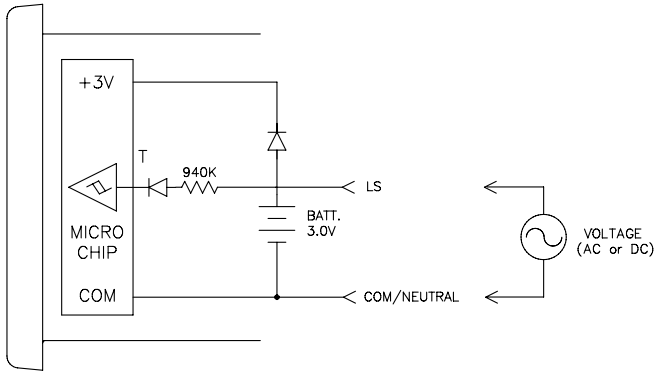 +3V
T
940K
LS
MICRO
CHIP
BATT.
3.0V
VOLTAGE
(AC or DC)
COM
COM/NEUTRAL